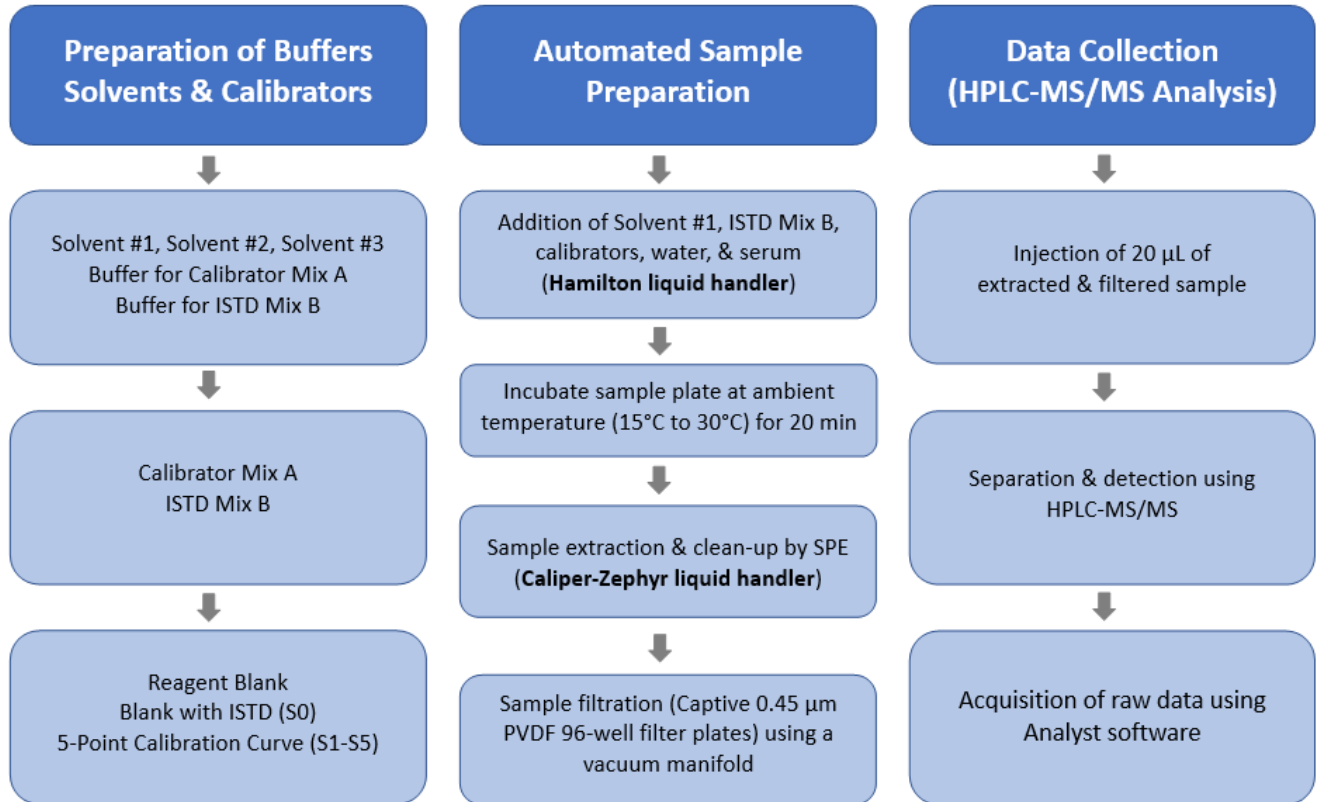 Preparation of Buffers
Solvents & Calibrators
Solvent #1, Solvent #2, Solvent #3
Buffer for Calibrator Mix A
Buffer for ISTD Mix B
Calibrator Mix A
ISTD Mix B
Reagent Blank
Blank with ISTD (S0)
5-Point Calibration Curve (S1-S5)
Automated Sample
Preparation
Addition of Solvent #1, ISTD Mix B,
calibrators, water, & serum
(Hamilton liquid handler)
Incubate sample plate at ambient
temperature (15°C to 30°C) for 20 min
Sample extraction & clean-up by SPE
(Caliper-Zephyr liquid handler)
Sample filtration (Captive 0.45 µm
PVDF 96-well filter plates) using a
vacuum manifold
Data Collection
(HPLC-MS/MS Analysis)
Injection of 20 µL of
extracted & filtered sample
Separation & detection using
HPLC-MS/MS
Acquisition of raw data using
Analyst software